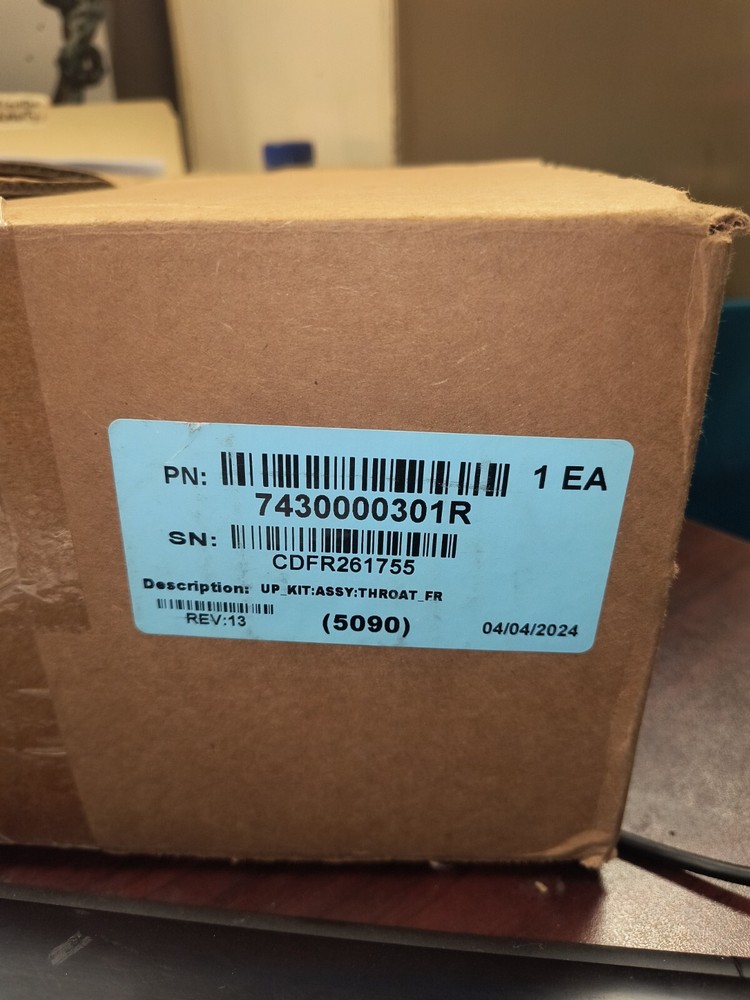 PN: 1 EA
7430000301R
SN:
CDFR261755
Description: UP_KIT:ASSY:THROAT_FR
REV:13 (5090) 04/04/2024